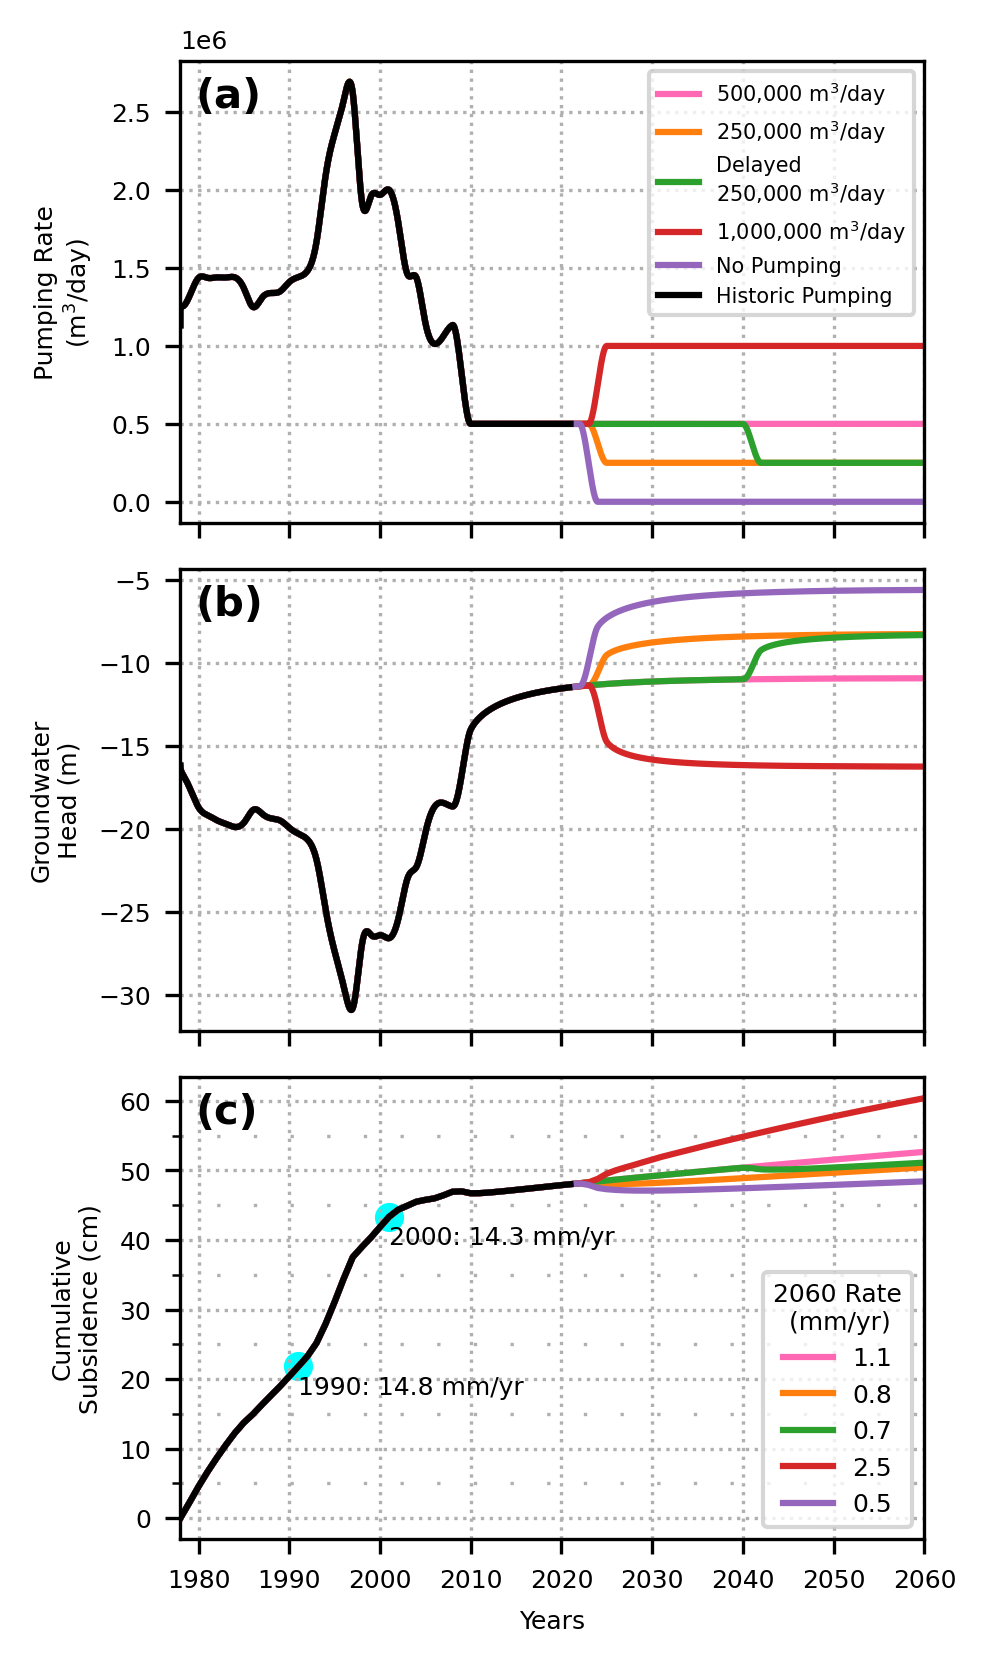 1e6
(a)
2.5
2.0
1.5
1.0
0.5
0.0
Pumping Rate
(m³/day)
500,000 m³/day
250,000 m³/day
Delayed
250,000 m³/day
1,000,000 m³/day
No Pumping
Historic Pumping
(b)
−5
−10
−15
−20
−25
−30
Groundwater
Head (m)
(c)
60
50
40
30
20
10
0
Cumulative
Subsidence (cm)
2000: 14.3 mm/yr
1990: 14.8 mm/yr
2060 Rate
(mm/yr)
1.1
0.8
0.7
2.5
0.5
1980 1990 2000 2010 2020 2030 2040 2050 2060
Years